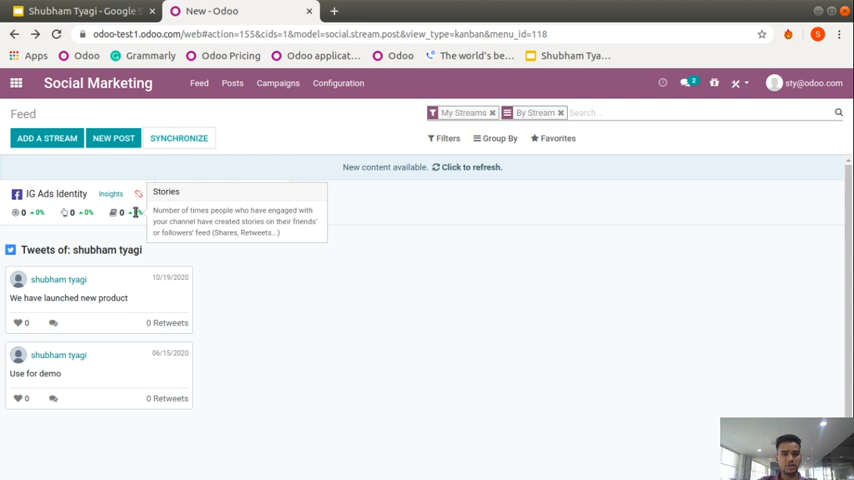 Shubham Tyagi - Google S
New - Odoo
odoo-test1.odoo.com/web#action=155&cids=1&model=social.stream.post&view_type=kanban&menu_id=118
Apps Odoo Grammarly Odoo Pricing Odoo applicat... Odoo The world's be... Shubham Tya...
Social Marketing Feed Posts Campaigns Configuration 2 sty@odoo.com
Feed My Streams By Stream Search...
ADD A STREAM NEW POST SYNCHRONIZE Filters Group By Favorites
New content available. Click to refresh.
IG Ads Identity Insights
0 0% 0 0% 0
Stories
Number of times people who have engaged with
your channel have created stories on their friends'
or followers' feed (Shares, Retweets...)
Tweets of: shubham tyagi
shubham tyagi 10/19/2020
We have launched new product
0 0 Retweets
shubham tyagi 06/15/2020
Use for demo
0 0 Retweets